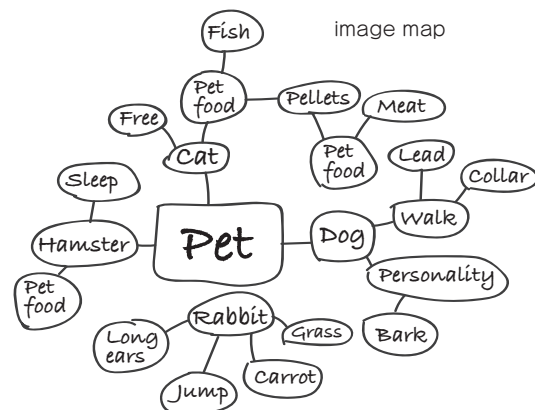 Fish
image map
Pet
food
Pellets
Meat
Free
Cat
Pet
food
Lead
Collar
Sleep
Walk
Hamster
Pet
Dog
Pet
food
Personality
Rabbit
Long
ears
Grass
Bark
Jump
Carrot